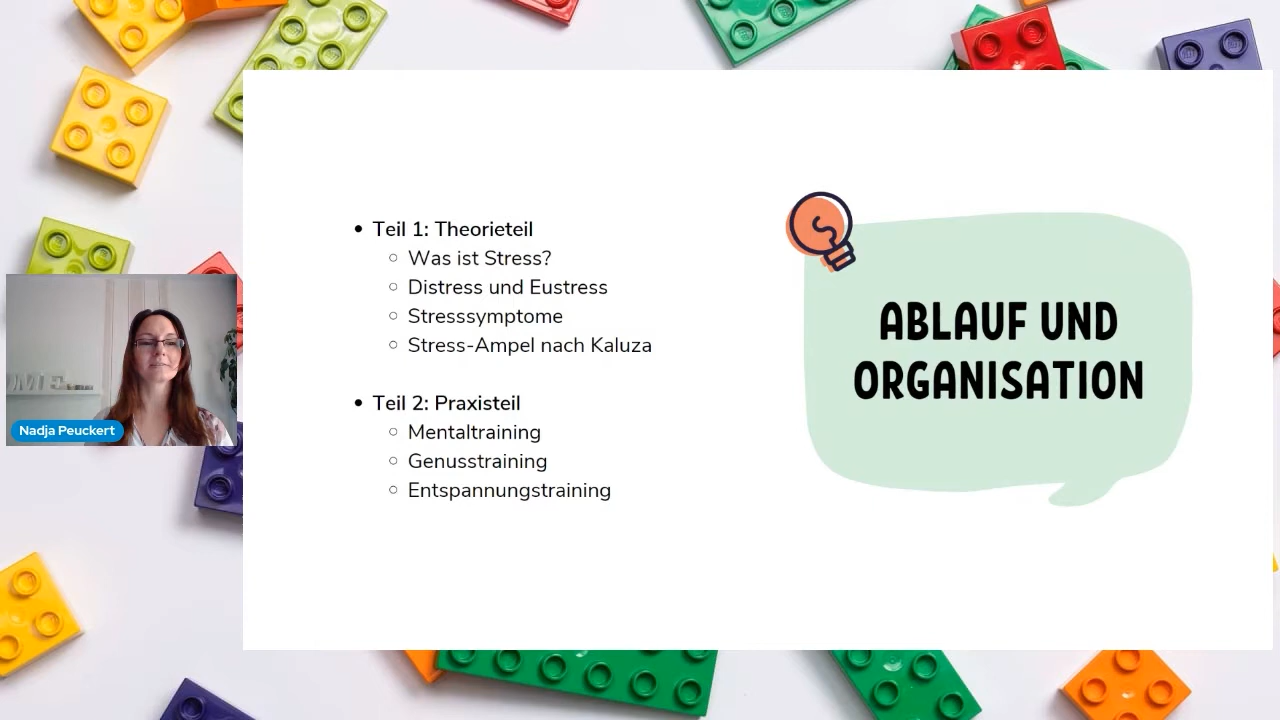 Teil 1: Theorieteil
Was ist Stress?
Distress und Eustress
Stresssymptome
Stress-Ampel nach Kaluza
Teil 2: Praxisteil
Mentaltraining
Genusstraining
Entspannungstraining
ABLAUF UND
ORGANISATION
Nadja Peuckert